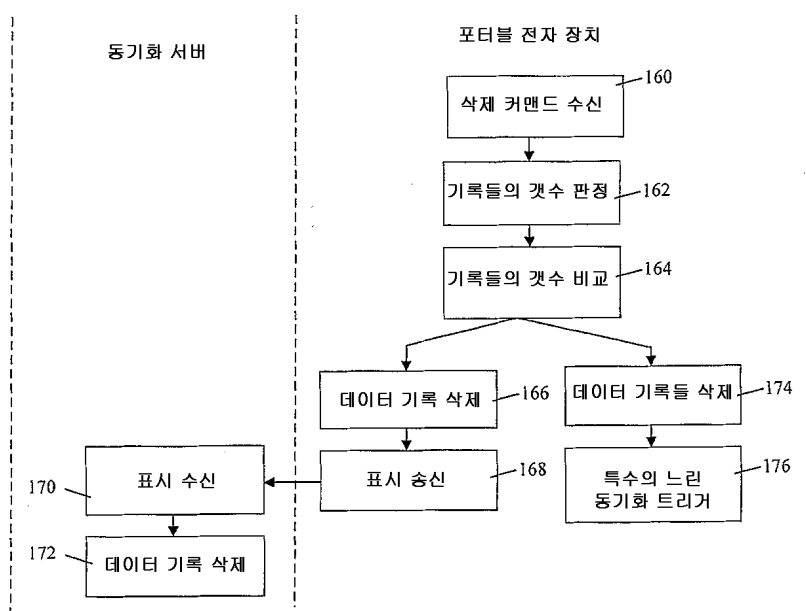 동기화 서버
포터블 전자 장치
160
삭제 커맨드 수신
기록들의 갯수 판정
162
기록들의 갯수 비교
164
데이터 기록 삭제
166
데이터 기록들 삭제
174
170
표시 수신
표시 송신
168
특수의 느린
동기화 트리거
176
172
데이터 기록 삭제